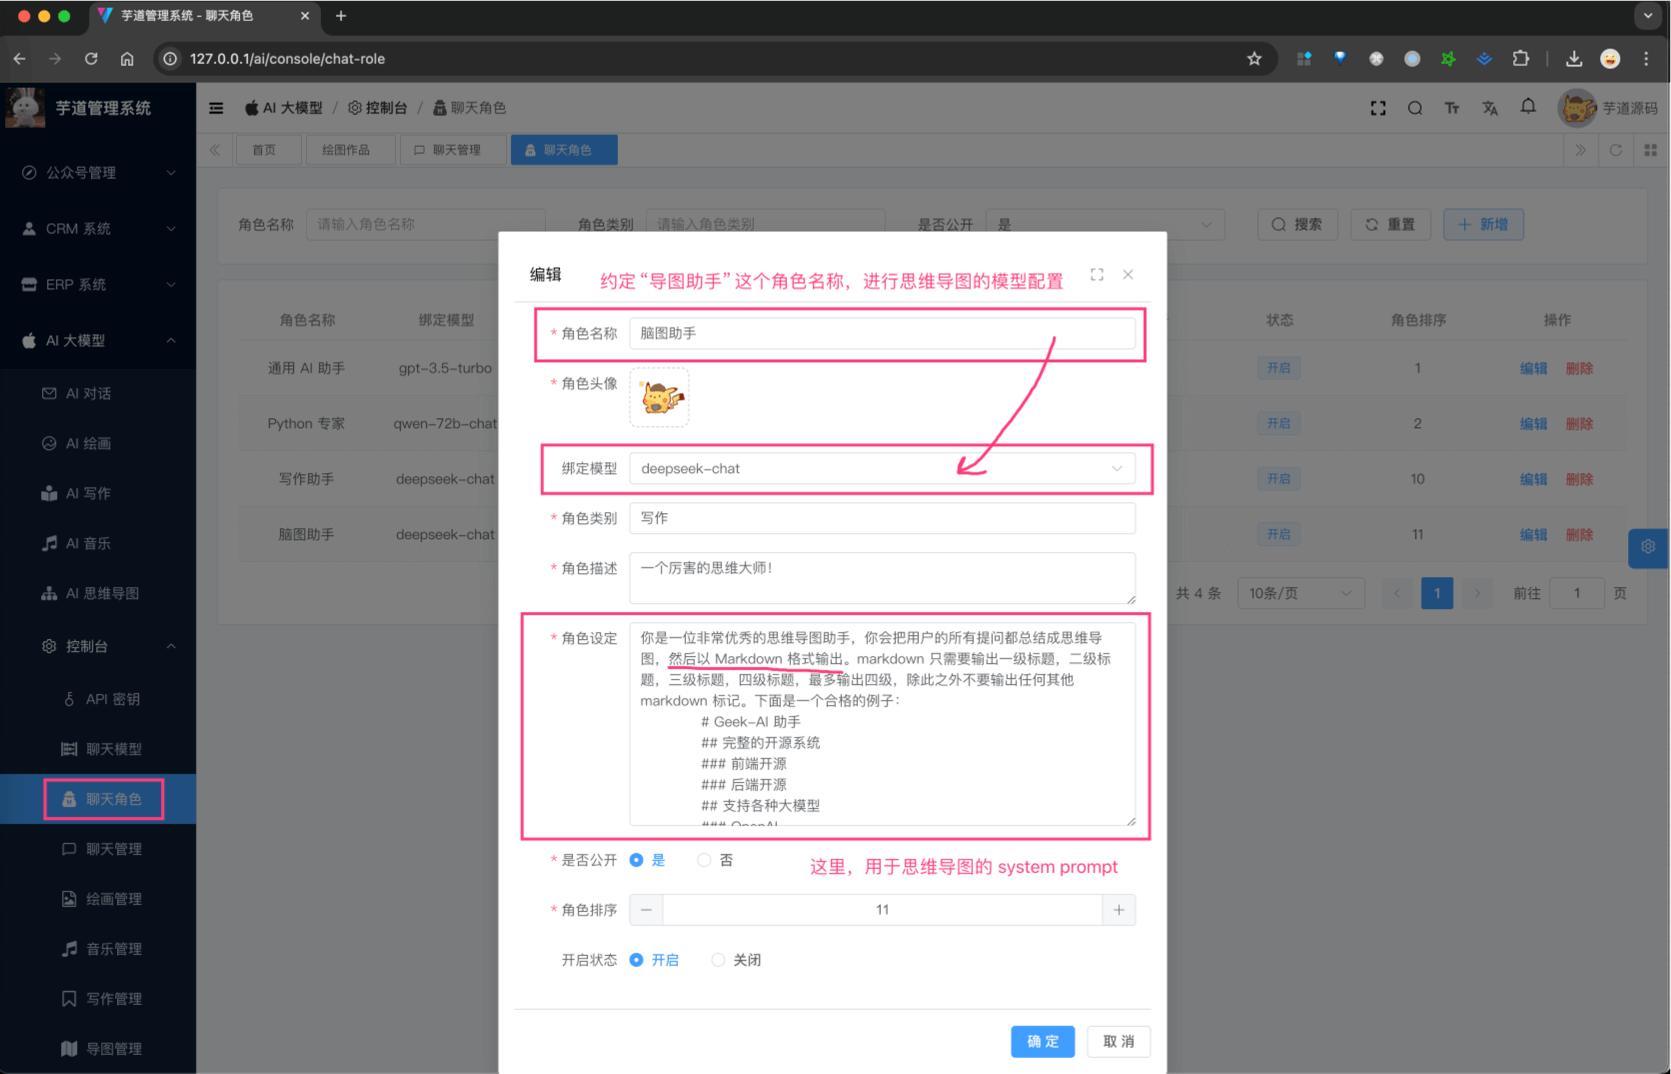 芋道管理系统 - 聊天角色
127.0.0.1/ai/console/chat-role
芋道管理系统
AI 大模型 / 控制台 / 聊天角色
芋道源码
首页
绘图作品
聊天管理
聊天角色
公众号管理
CRM 系统
ERP 系统
AI 大模型
AI 对话
AI 绘画
AI 写作
AI 音乐
AI 思维导图
控制台
API 密钥
聊天模型
聊天角色
聊天管理
绘画管理
音乐管理
写作管理
导图管理
角色名称 请输入角色名称 角色类别 请输入角色类别 是否公开 是 搜索 重置 新增
角色名称 绑定模型 状态 角色排序 操作
通用 AI 助手 gpt-3.5-turbo 开启 1 编辑 删除
Python 专家 qwen-72b-chat 开启 2 编辑 删除
写作助手 deepseek-chat 开启 10 编辑 删除
脑图助手 deepseek-chat 开启 11 编辑 删除
共 4 条 10条/页 1 前往 1 页
编辑
约定“导图助手”这个角色名称，进行思维导图的模型配置
* 角色名称 脑图助手
* 角色头像
绑定模型 deepseek-chat
* 角色类别 写作
* 角色描述 一个厉害的思维大师！
* 角色设定 你是一位非常优秀的思维导图助手，你会把用户的所有提问都总结成思维导
图，然后以 Markdown 格式输出。markdown 只需要输出一级标题，二级标
题，三级标题，四级标题，最多输出四级，除此之外不要输出任何其他
markdown 标记。下面是一个合格的例子：
# Geek-AI 助手
## 完整的开源系统
### 前端开源
### 后端开源
## 支持各种大模型
### OpenAI
* 是否公开 是 否
这里，用于思维导图的 system prompt
* 角色排序 11
开启状态 开启 关闭
确 定
取 消